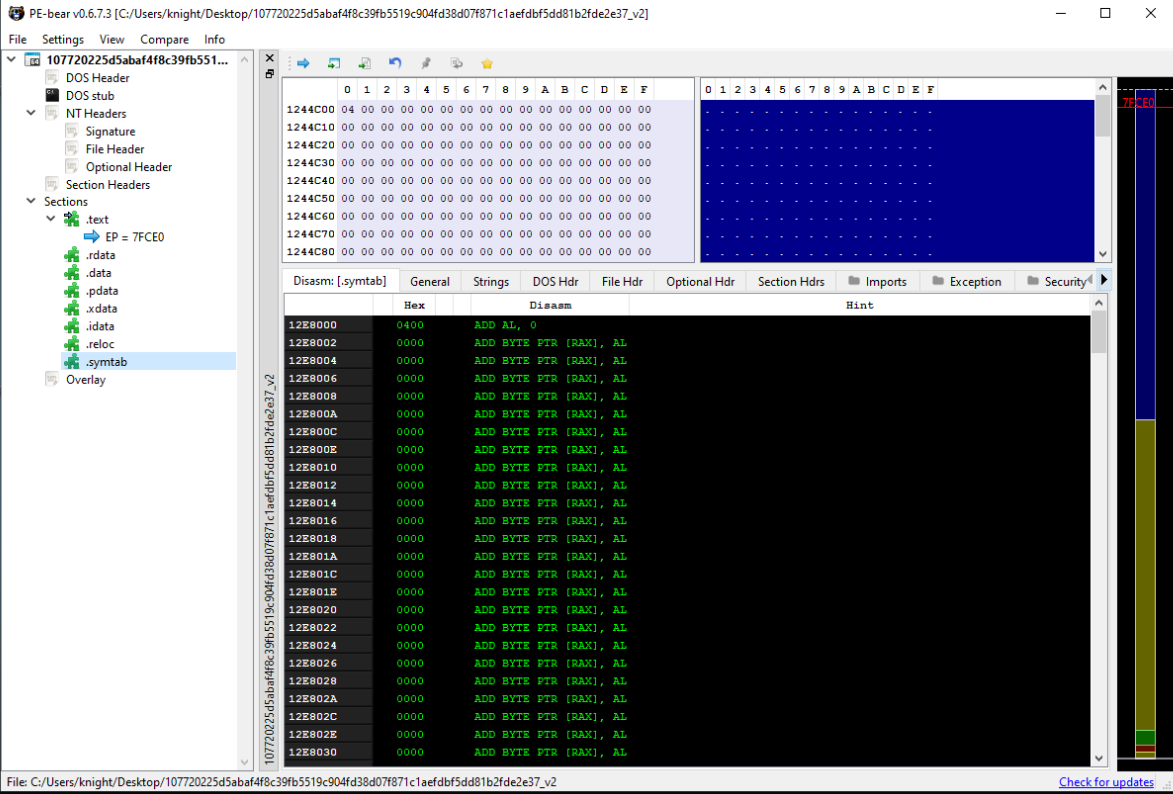 PE-bear v0.6.7.3 [C:/Users/knight/Desktop/107720225d5abaf4f8c39fb5519c904fd38d07f871c1aefdbf5dd81b2fde2e37_v2]
File Settings View Compare Info
107720225d5abaf4f8c39fb551...
DOS Header
DOS stub
NT Headers
Signature
File Header
Optional Header
Section Headers
Sections
.text
EP = 7FCE0
.rdata
.data
.pdata
.xdata
.idata
.reloc
.symtab
Overlay
107720225d5abaf4f8c39fb5519c904fd38d07f871c1aefdbf5dd81b2fde2e37_v2
0 1 2 3 4 5 6 7 8 9 A B C D E F 0 1 2 3 4 5 6 7 8 9 A B C D E F
1244C00 04 00 00 00 00 00 00 00 00 00 00 00 00 00 00 00 . . . . . . . . . . . . . . . .
1244C10 00 00 00 00 00 00 00 00 00 00 00 00 00 00 00 00 . . . . . . . . . . . . . . . .
1244C20 00 00 00 00 00 00 00 00 00 00 00 00 00 00 00 00 . . . . . . . . . . . . . . . .
1244C30 00 00 00 00 00 00 00 00 00 00 00 00 00 00 00 00 . . . . . . . . . . . . . . . .
1244C40 00 00 00 00 00 00 00 00 00 00 00 00 00 00 00 00 . . . . . . . . . . . . . . . .
1244C50 00 00 00 00 00 00 00 00 00 00 00 00 00 00 00 00 . . . . . . . . . . . . . . . .
1244C60 00 00 00 00 00 00 00 00 00 00 00 00 00 00 00 00 . . . . . . . . . . . . . . . .
1244C70 00 00 00 00 00 00 00 00 00 00 00 00 00 00 00 00 . . . . . . . . . . . . . . . .
1244C80 00 00 00 00 00 00 00 00 00 00 00 00 00 00 00 00 . . . . . . . . . . . . . . . .
7FCE0
Disasm: [.symtab] General Strings DOS Hdr File Hdr Optional Hdr Section Hdrs Imports Exception Security
Hex Disasm Hint
12E8000 0400 ADD AL, 0
12E8002 0000 ADD BYTE PTR [RAX], AL
12E8004 0000 ADD BYTE PTR [RAX], AL
12E8006 0000 ADD BYTE PTR [RAX], AL
12E8008 0000 ADD BYTE PTR [RAX], AL
12E800A 0000 ADD BYTE PTR [RAX], AL
12E800C 0000 ADD BYTE PTR [RAX], AL
12E800E 0000 ADD BYTE PTR [RAX], AL
12E8010 0000 ADD BYTE PTR [RAX], AL
12E8012 0000 ADD BYTE PTR [RAX], AL
12E8014 0000 ADD BYTE PTR [RAX], AL
12E8016 0000 ADD BYTE PTR [RAX], AL
12E8018 0000 ADD BYTE PTR [RAX], AL
12E801A 0000 ADD BYTE PTR [RAX], AL
12E801C 0000 ADD BYTE PTR [RAX], AL
12E801E 0000 ADD BYTE PTR [RAX], AL
12E8020 0000 ADD BYTE PTR [RAX], AL
12E8022 0000 ADD BYTE PTR [RAX], AL
12E8024 0000 ADD BYTE PTR [RAX], AL
12E8026 0000 ADD BYTE PTR [RAX], AL
12E8028 0000 ADD BYTE PTR [RAX], AL
12E802A 0000 ADD BYTE PTR [RAX], AL
12E802C 0000 ADD BYTE PTR [RAX], AL
12E802E 0000 ADD BYTE PTR [RAX], AL
12E8030 0000 ADD BYTE PTR [RAX], AL
File: C:/Users/knight/Desktop/107720225d5abaf4f8c39fb5519c904fd38d07f871c1aefdbf5dd81b2fde2e37_v2 Check for updates